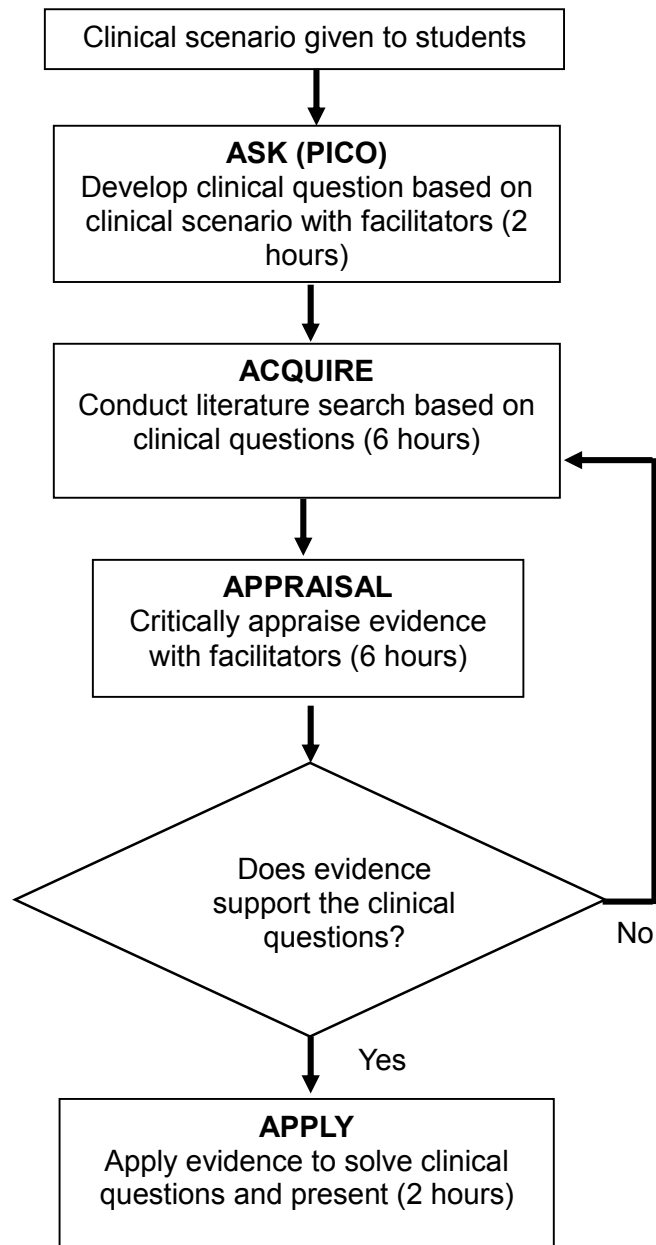 Clinical scenario given to students
ASK (PICO)
Develop clinical question based on
clinical scenario with facilitators (2
hours)
ACQUIRE
Conduct literature search based on
clinical questions (6 hours)
APPRAISAL
Critically appraise evidence
with facilitators (6 hours)
Does evidence
support the clinical
questions?
No
Yes
APPLY
Apply evidence to solve clinical
questions and present (2 hours)